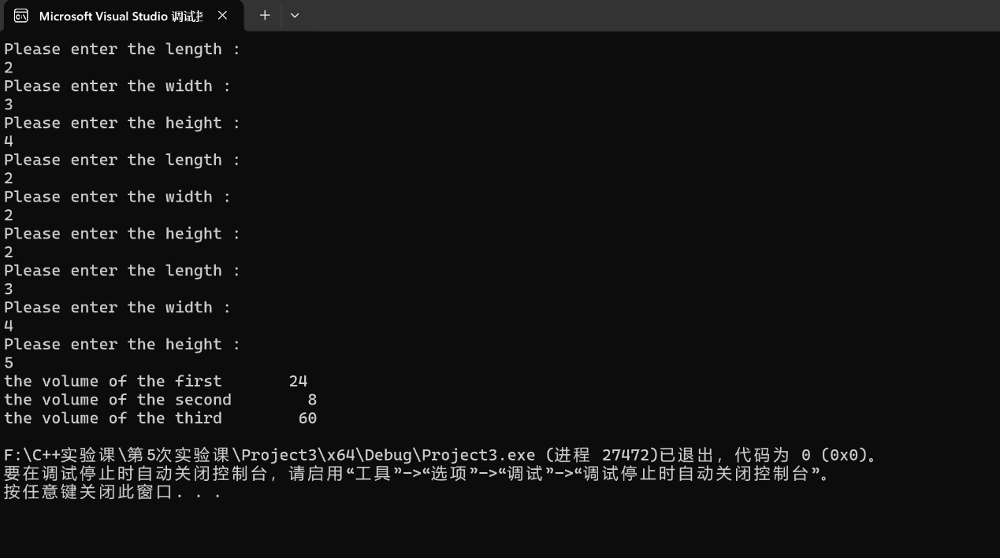 Microsoft Visual Studio 调试
Please enter the length :
2
Please enter the width :
3
Please enter the height :
4
Please enter the length :
2
Please enter the width :
2
Please enter the height :
2
Please enter the length :
3
Please enter the width :
4
Please enter the height :
5
the volume of the first       24
the volume of the second        8
the volume of the third        60
F:\C++实验课\第5次实验课\Project3\x64\Debug\Project3.exe (进程 27472)已退出，代码为 0 (0x0)。
要在调试停止时自动关闭控制台，请启用“工具”->“选项”->“调试”->“调试停止时自动关闭控制台”。
按任意键关闭此窗口. . .